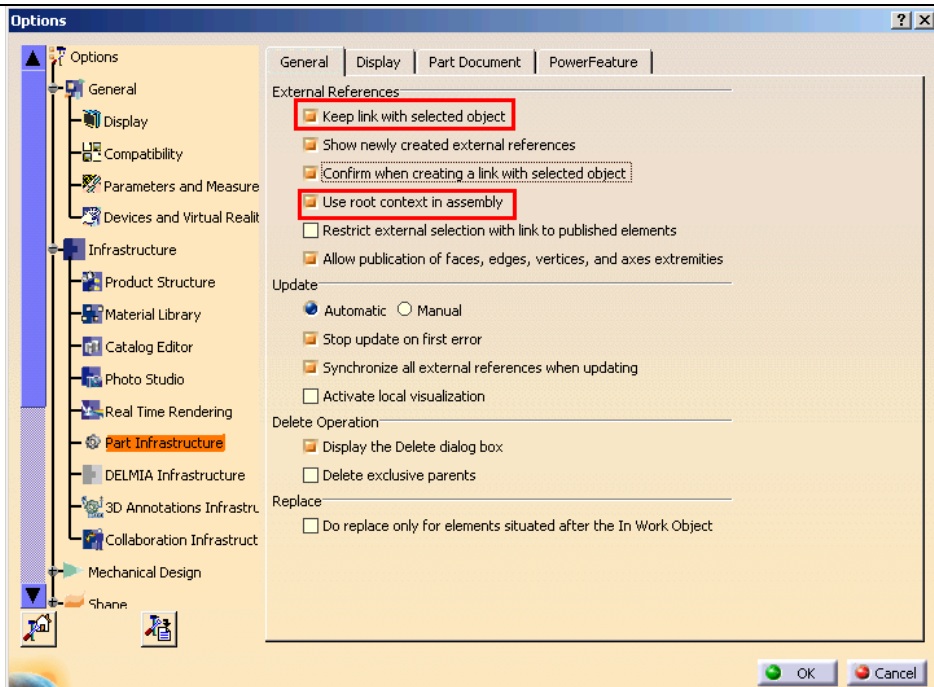 Options
Options
General
Display
Compatibility
Parameters and Measure
Devices and Virtual Realit
Infrastructure
Product Structure
Material Library
Catalog Editor
Photo Studio
Real Time Rendering
Part Infrastructure
DELMIA Infrastructure
3D Annotations Infrastru
Collaboration Infrastruct
Mechanical Design
Shape
General Display Part Document PowerFeature
External References
Keep link with selected object
Show newly created external references
Confirm when creating a link with selected object
Use root context in assembly
Restrict external selection with link to published elements
Allow publication of faces, edges, vertices, and axes extremities
Update
Automatic Manual
Stop update on first error
Synchronize all external references when updating
Activate local visualization
Delete Operation
Display the Delete dialog box
Delete exclusive parents
Replace
Do replace only for elements situated after the In Work Object
OK Cancel